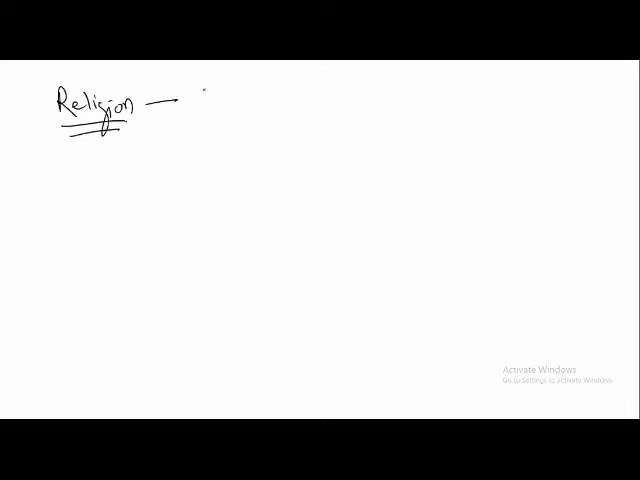 Religion —
Activate Windows
Go to Settings to activate Windows.